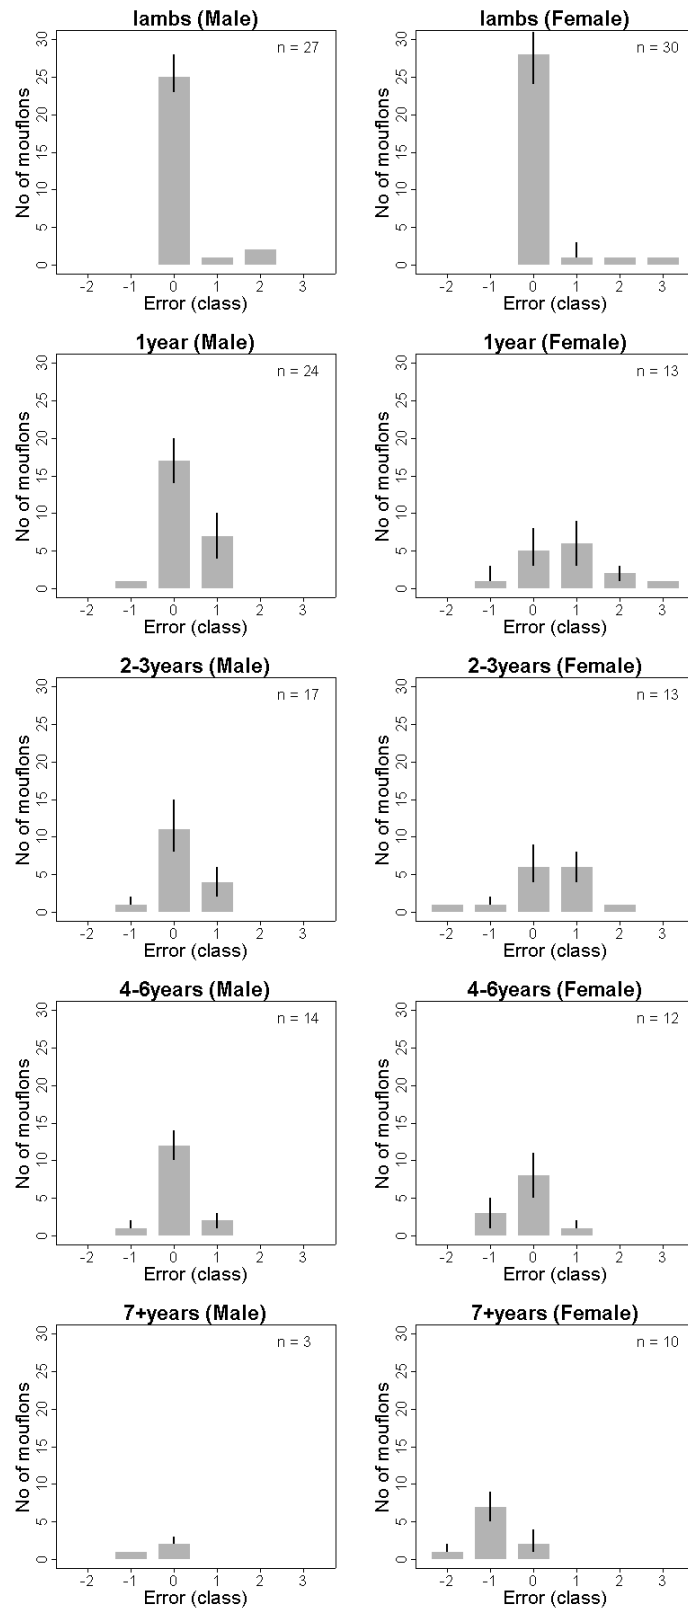 lambs (Male)
n = 27
No of mouflons
0 5 10 15 20 25 30
-2 -1 0 1 2 3
Error (class)
lambs (Female)
n = 30
No of mouflons
0 5 10 15 20 25 30
-2 -1 0 1 2 3
Error (class)
1year (Male)
n = 24
No of mouflons
0 5 10 15 20 25 30
-2 -1 0 1 2 3
Error (class)
1year (Female)
n = 13
No of mouflons
0 5 10 15 20 25 30
-2 -1 0 1 2 3
Error (class)
2-3years (Male)
n = 17
No of mouflons
0 5 10 15 20 25 30
-2 -1 0 1 2 3
Error (class)
2-3years (Female)
n = 13
No of mouflons
0 5 10 15 20 25 30
-2 -1 0 1 2 3
Error (class)
4-6years (Male)
n = 14
No of mouflons
0 5 10 15 20 25 30
-2 -1 0 1 2 3
Error (class)
4-6years (Female)
n = 12
No of mouflons
0 5 10 15 20 25 30
-2 -1 0 1 2 3
Error (class)
7+years (Male)
n = 3
No of mouflons
0 5 10 15 20 25 30
-2 -1 0 1 2 3
Error (class)
7+years (Female)
n = 10
No of mouflons
0 5 10 15 20 25 30
-2 -1 0 1 2 3
Error (class)